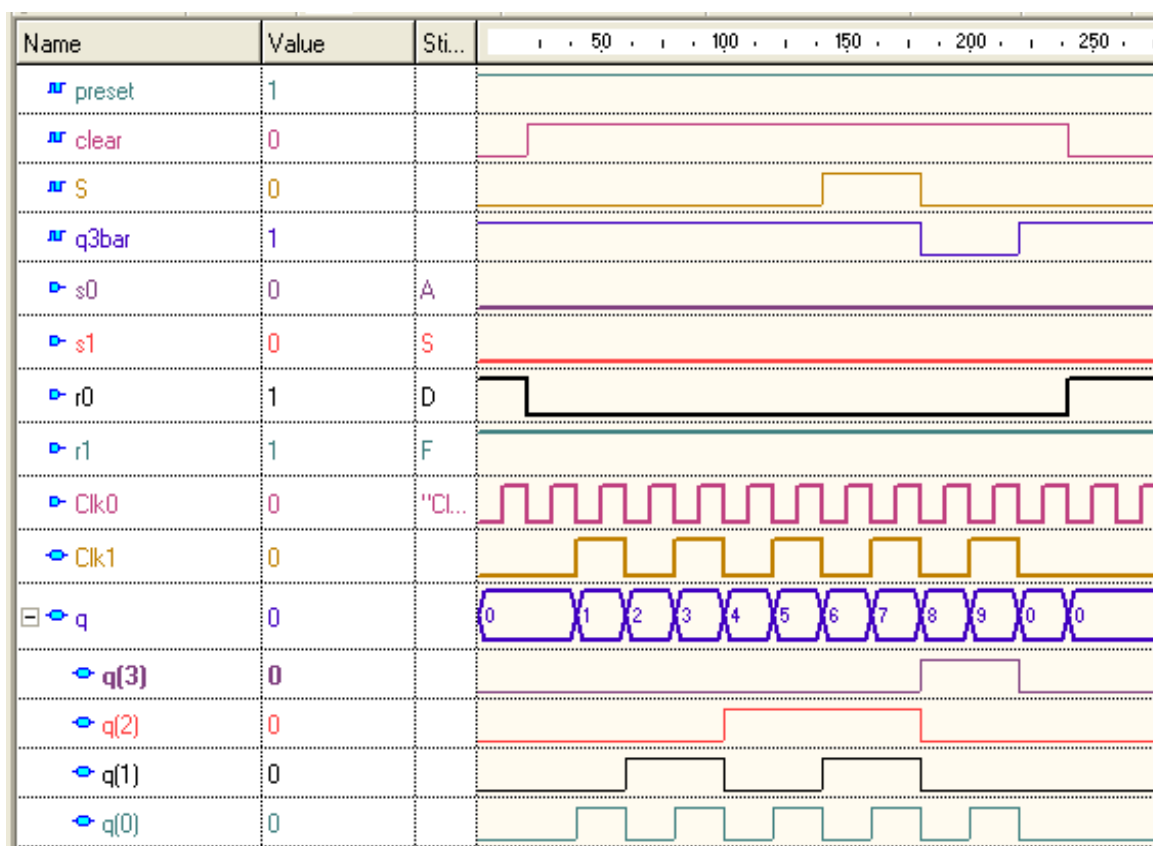 Name Value Sti... 50 100 150 200 250
preset 1
clear 0
S 0
q3bar 1
s0 0 A
s1 0 S
r0 1 D
r1 1 F
Clk0 0 "Cl...
Clk1 0
q 0 0 1 2 3 4 5 6 7 8 9 0 0
q(3) 0
q(2) 0
q(1) 0
q(0) 0